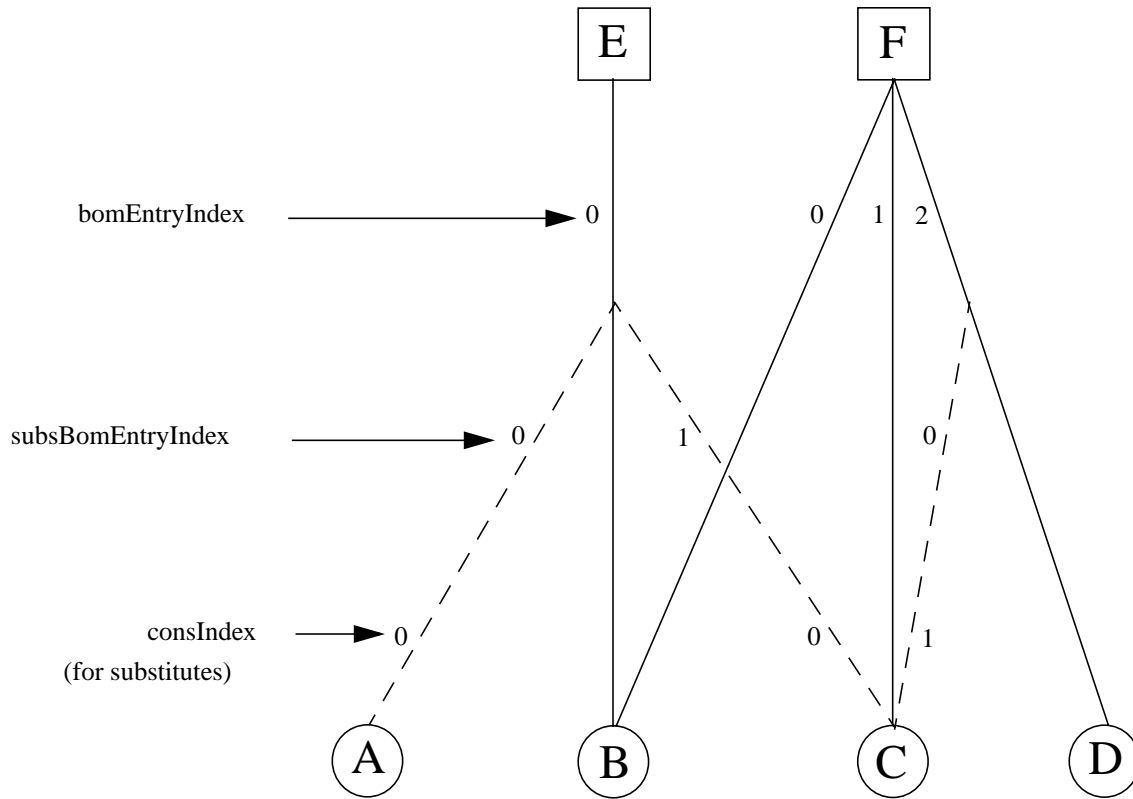 E F
bomEntryIndex 0 0 1 2
subsBomEntryIndex 0 1 0
consIndex 0 0 1
(for substitutes)
A B C D